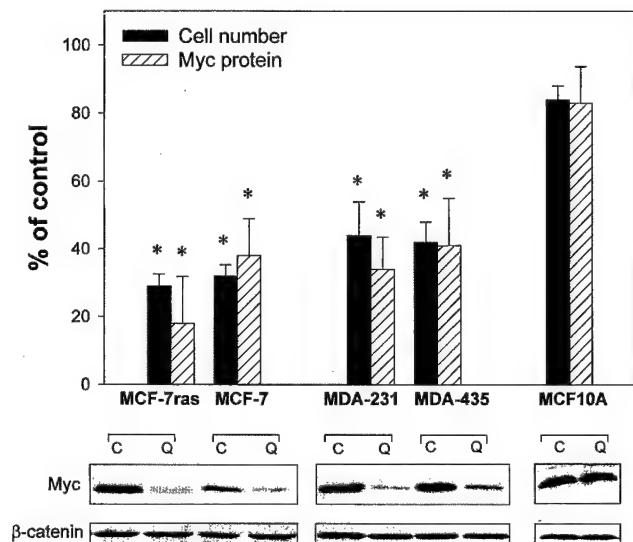 100
80
60
40
20
0
% of control
Cell number
Myc protein
* * * * * * * *
MCF-7ras MCF-7 MDA-231 MDA-435 MCF10A
C Q C Q C Q C Q C Q
Myc
β-catenin